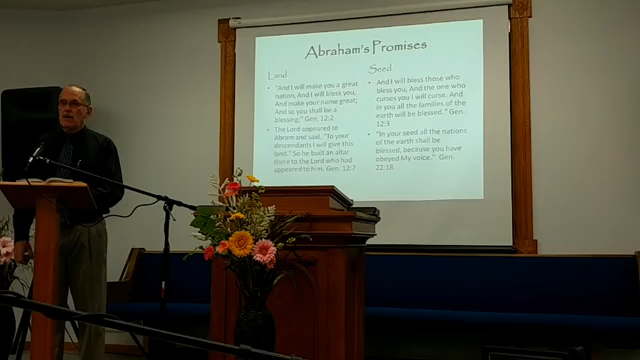 Abraham's Promises
Land
• "And I will make you a great
nation, And I will bless you,
And make your name great;
And so you shall be a
blessing;" Gen. 12:2
• The Lord appeared to
Abram and said, "To your
descendants I will give this
land." So he built an altar
there to the Lord who had
appeared to him. Gen. 12:7
Seed
• And I will bless those who
bless you, And the one who
curses you I will curse. And
in you all the families of the
earth will be blessed." Gen.
12:3
• "In your seed all the nations
of the earth shall be
blessed, because you have
obeyed My voice." Gen.
22:18